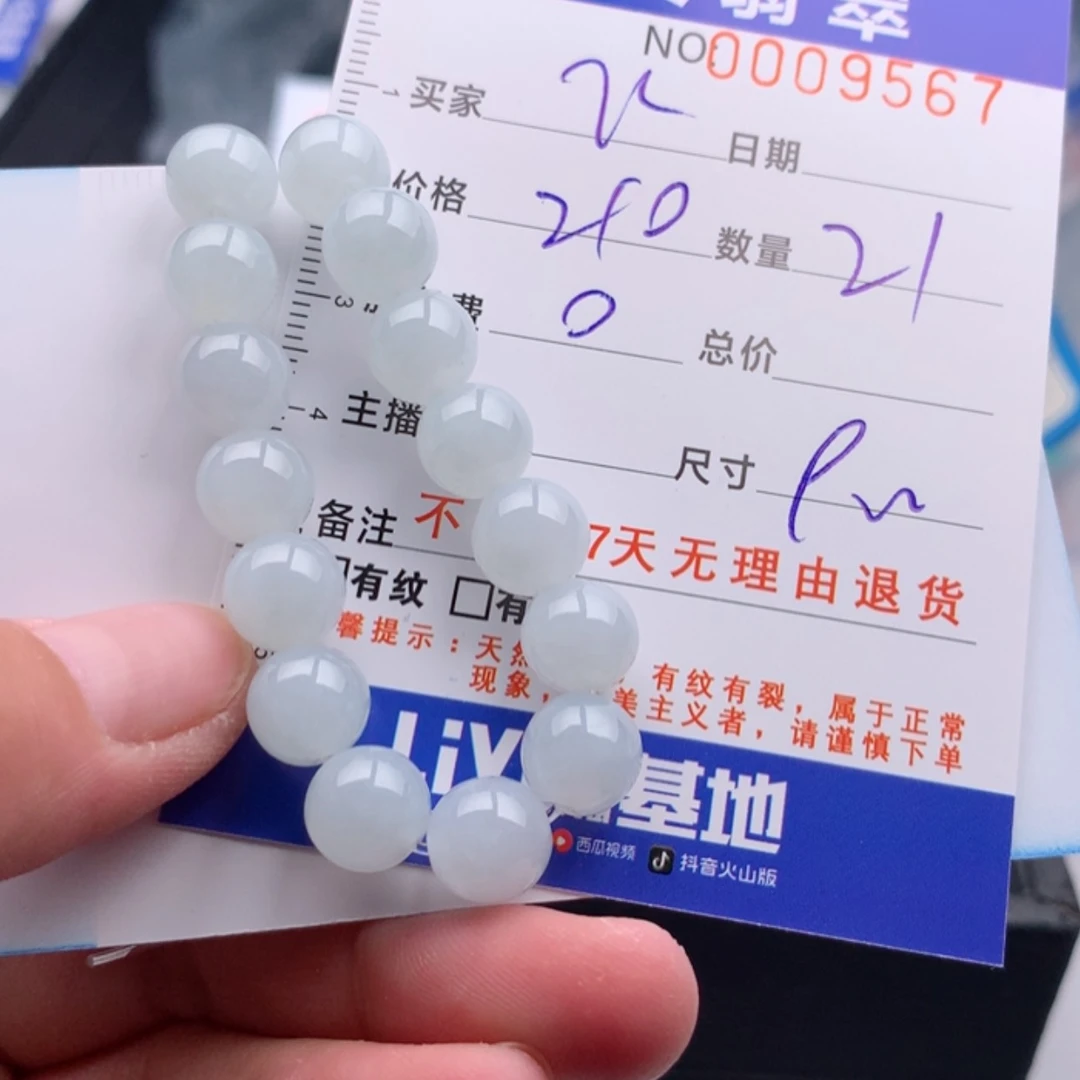 翡翠
NO:0009567
买家 日期
价格 数量 21
费 0 总价
主播 尺寸
备注 不 7天无理由退货
有纹 □有
馨提示：天然 有纹有裂，属于正常
现象， 美主义者，请谨慎下单
LiV 基地
西瓜视频 抖音火山版